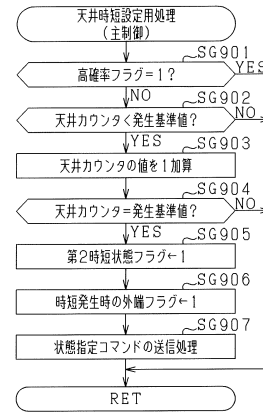 天井時短設定用処理
(主制御)
SG901
高確率フラグ=1?
YES
NO
SG902
天井カウンタ<発生基準値?
NO
YES
SG903
天井カウンタの値を1加算
SG904
天井カウンタ=発生基準値?
NO
YES
SG905
第2時短状態フラグ←1
SG906
時短発生時の外端フラグ←1
SG907
状態指定コマンドの送信処理
RET